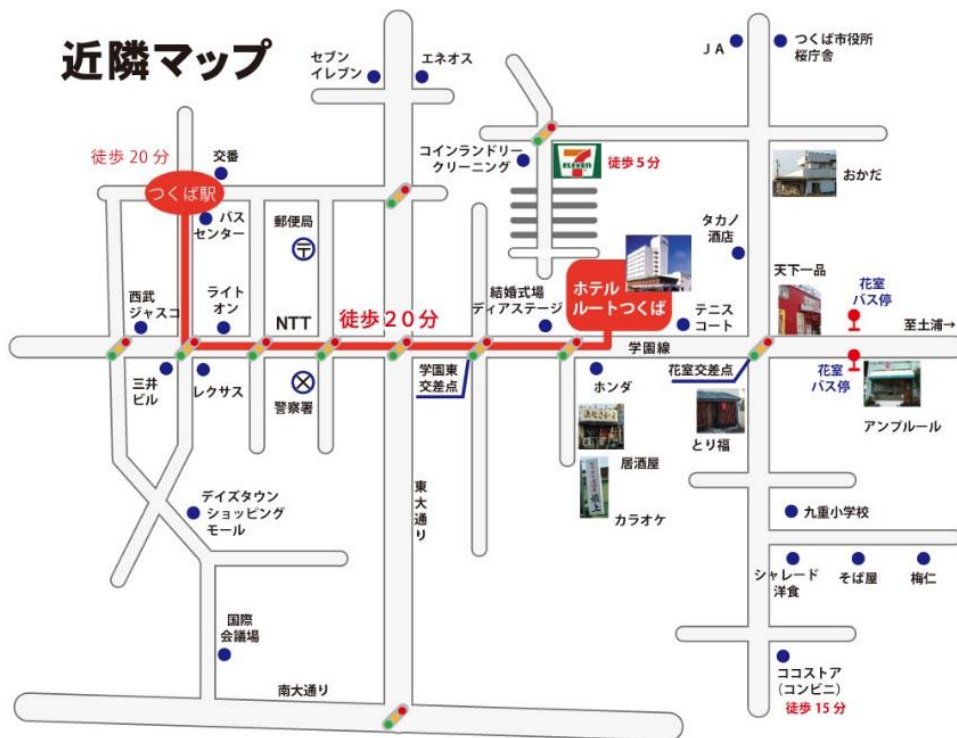 近隣マップ
セブン
イレブン
エネオス
JA
つくば市役所
桜庁舎
徒歩20分
交番
つくば駅
コインランドリー
クリーニング
ELEVEN
徒歩5分
おかだ
バス
センター
郵便局
タカノ
酒店
西武
ジャスコ
ライト
オン
NTT
徒歩20分
結婚式場
ディアステージ
ホテル
ルートつくば
テニス
コート
天下一品
花室
バス停
至土浦→
学園線
三井
ビル
レクサス
警察署
学園東
交差点
ホンダ
花室交差点
花室
バス停
とり福
アンブルール
居酒屋
カラオケ
東大通り
デイズタウン
ショッピング
モール
九重小学校
シャレード
洋食
そば屋
梅仁
国際
会議場
ココストア
(コンビニ)
徒歩15分
南大通り